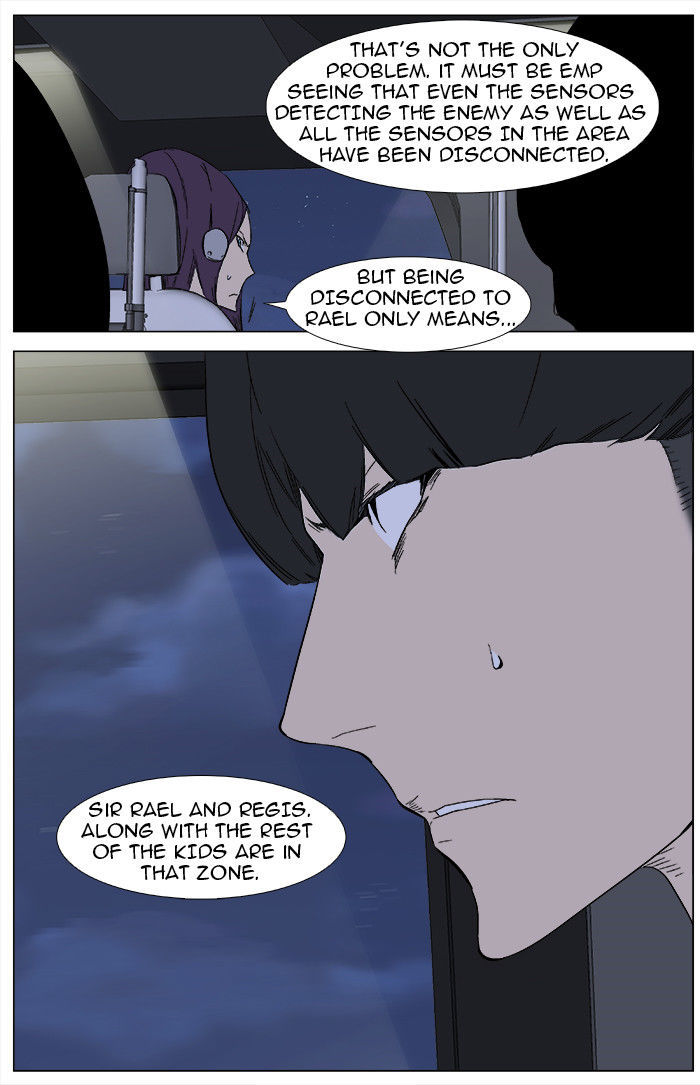 THAT'S NOT THE ONLY
PROBLEM. IT MUST BE EMP
SEEING THAT EVEN THE SENSORS
DETECTING THE ENEMY AS WELL AS
ALL THE SENSORS IN THE AREA
HAVE BEEN DISCONNECTED.
BUT BEING
DISCONNECTED TO
RAEL ONLY MEANS...
SIR RAEL AND REGIS.
ALONG WITH THE REST
OF THE KIDS ARE IN
THAT ZONE.